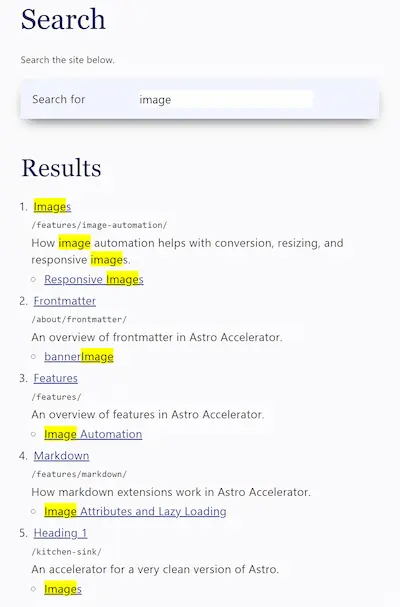 Search
Search the site below.
Search for image
Results
1. Images
/features/image-automation/
How image automation helps with conversion, resizing, and
responsive images.
Responsive Images
2. Frontmatter
/about/frontmatter/
An overview of frontmatter in Astro Accelerator.
bannerImage
3. Features
/features/
An overview of features in Astro Accelerator.
Image Automation
4. Markdown
/features/markdown/
How markdown extensions work in Astro Accelerator.
Image Attributes and Lazy Loading
5. Heading 1
/kitchen-sink/
An accelerator for a very clean version of Astro.
Images